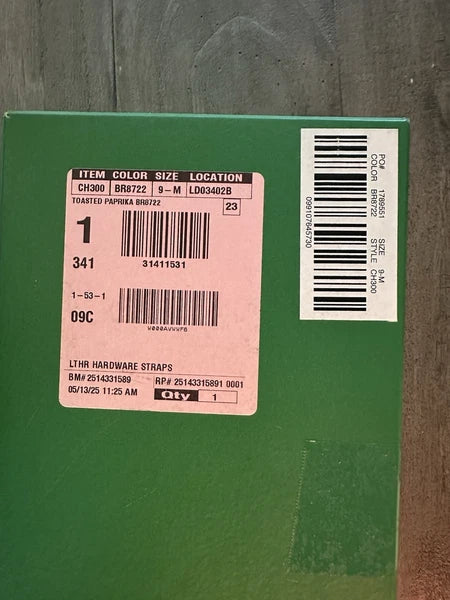 ITEM COLOR SIZE LOCATION
CH300 BR8722 9-M LD03402B
TOASTED PAPRIKA BR8722
23
1
341
31411531
1-53-1
09C
W000AVWWF6
LTHR HARDWARE STRAPS
BM# 2514331589 RP# 25143315891 0001
05/13/25 11:25 AM Qty 1
PO# 1789551 SIZE 9-M
COLOR BR8722 STYLE CH300
099107645730